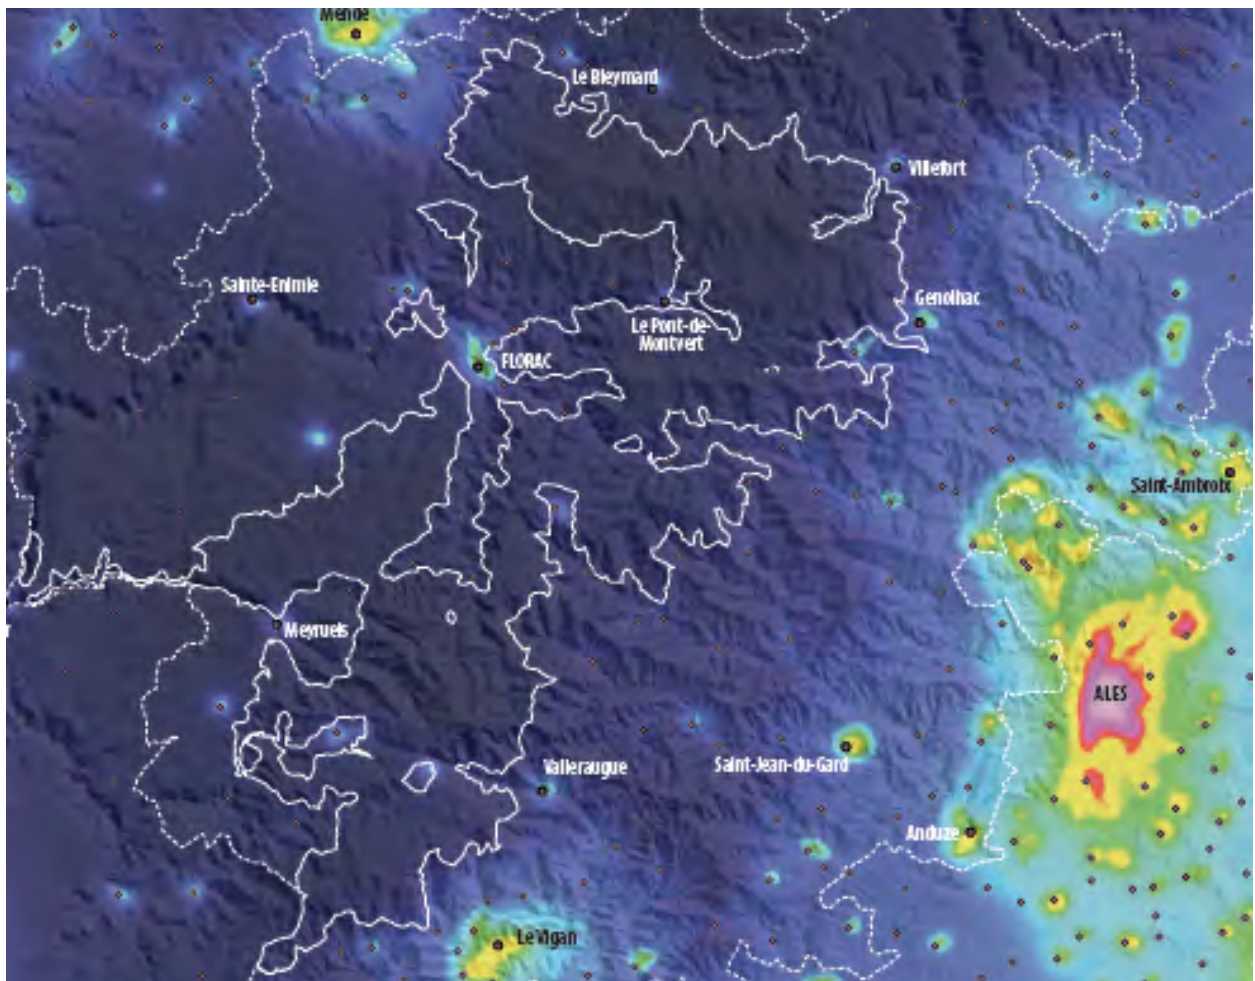 Mende
Le Bleymard
Villefort
Sainte-Enimie
Genolhac
Le Pont-de-
Montvert
FLORAC
Saint-Ambroix
Meyrueis
ALES
Saint-Jean-du-Gard
Valleraugue
Anduze
Le Vigan